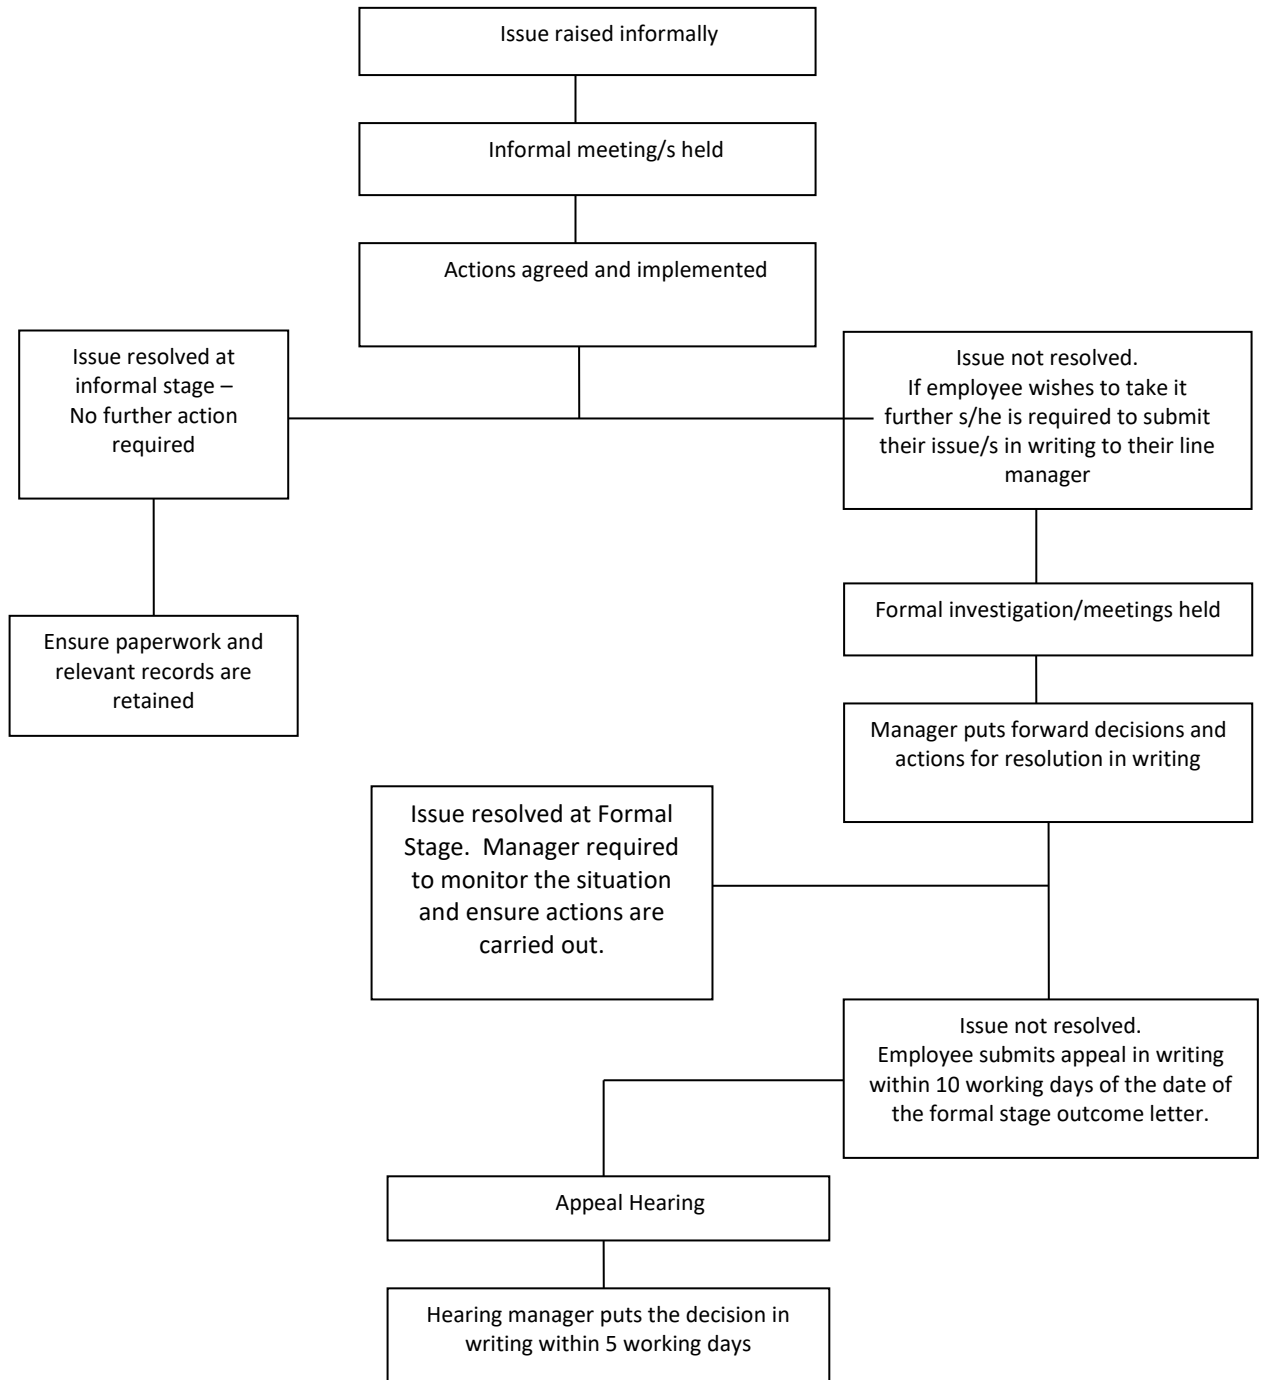 Issue raised informally
Informal meeting/s held
Actions agreed and implemented
Issue resolved at
informal stage –
No further action
required
Issue not resolved.
If employee wishes to take it
further s/he is required to submit
their issue/s in writing to their line
manager
Ensure paperwork and
relevant records are
retained
Formal investigation/meetings held
Manager puts forward decisions and
actions for resolution in writing
Issue resolved at Formal
Stage.  Manager required
to monitor the situation
and ensure actions are
carried out.
Issue not resolved.
Employee submits appeal in writing
within 10 working days of the date of
the formal stage outcome letter.
Appeal Hearing
Hearing manager puts the decision in
writing within 5 working days